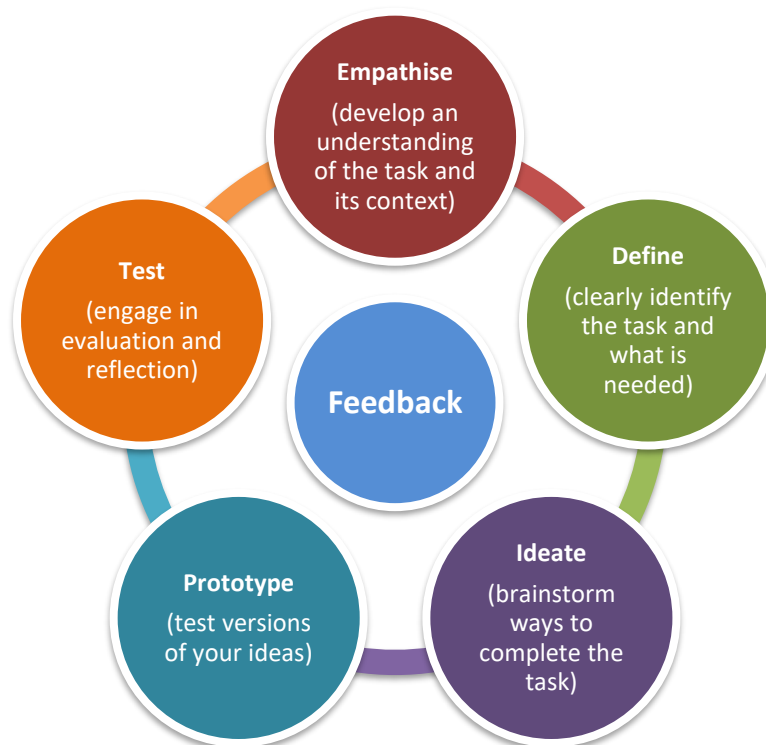 Empathise
(develop an
understanding
of the task and
its context)
Define
(clearly identify
the task and
what is
needed)
Ideate
(brainstorm
ways to
complete the
task)
Prototype
(test versions
of your ideas)
Test
(engage in
evaluation and
reflection)
Feedback